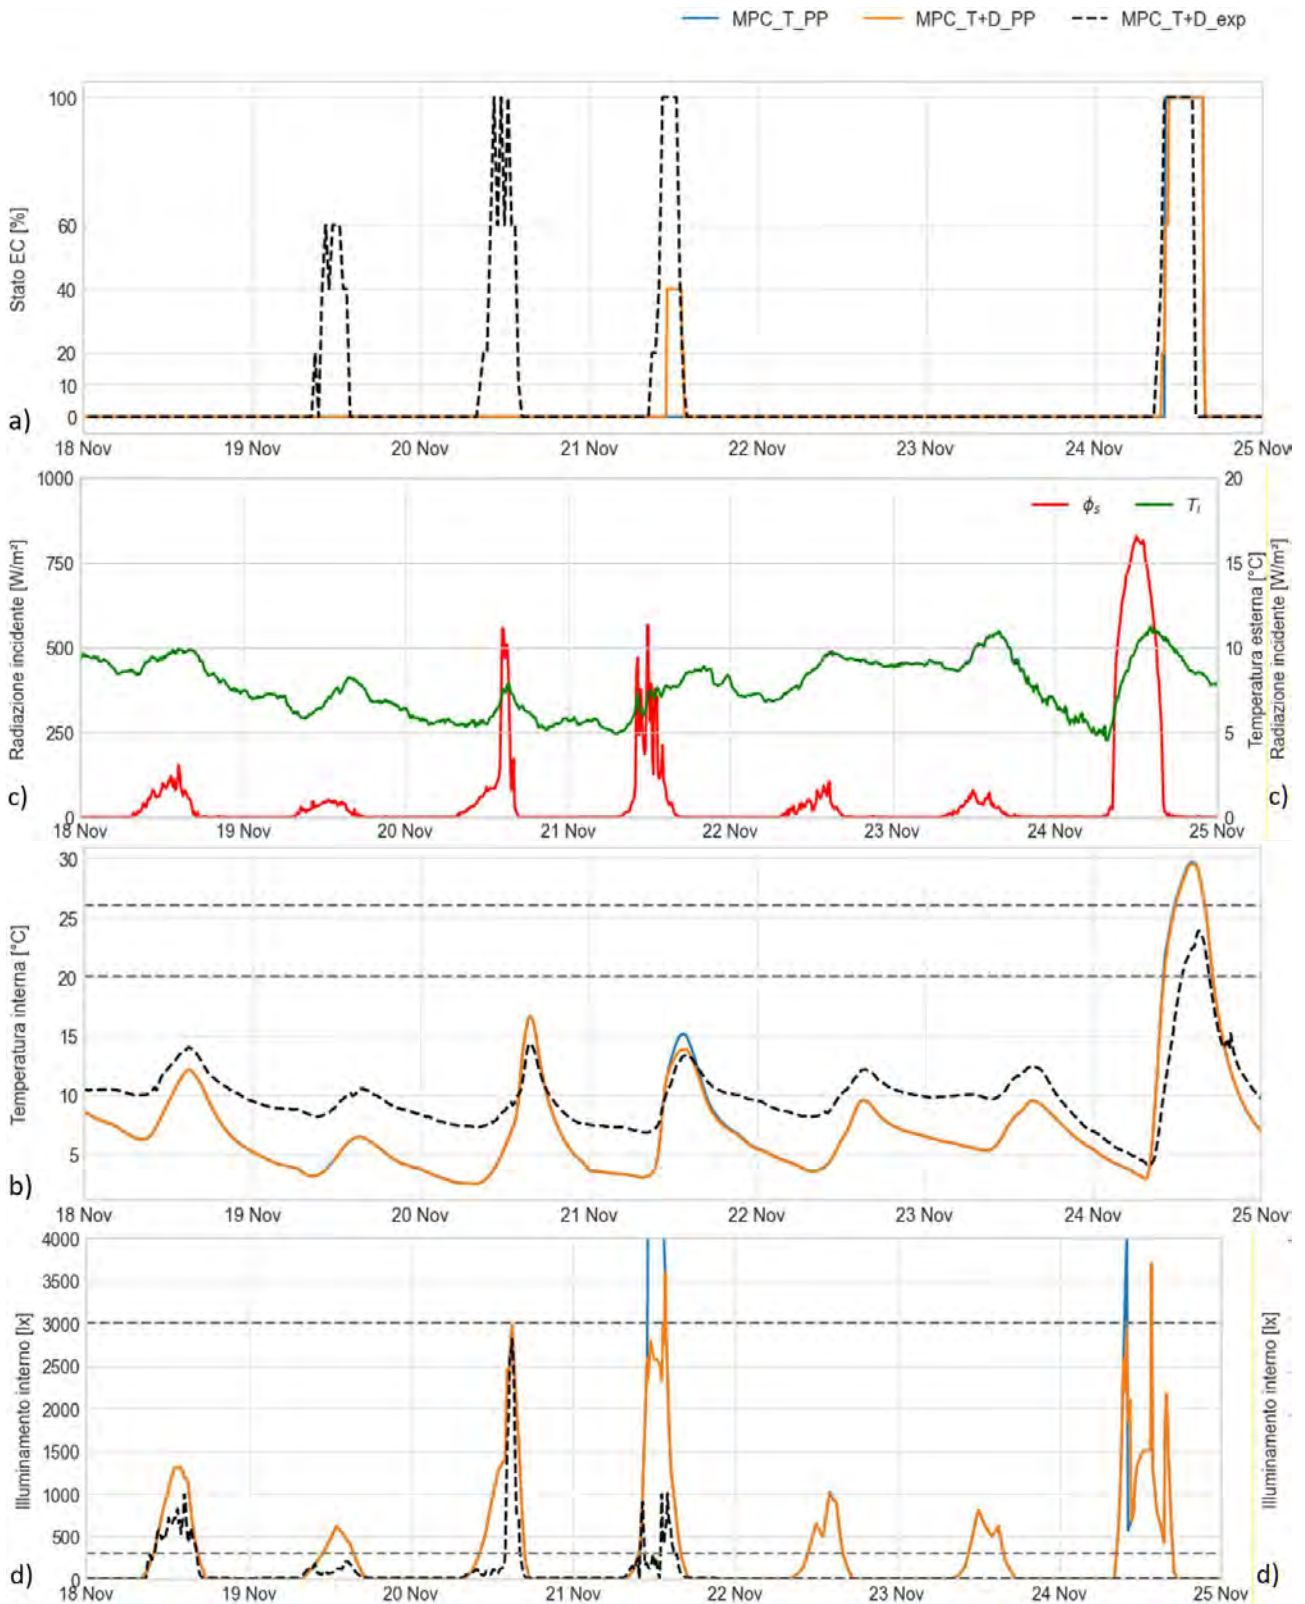 MPC_T_PP MPC_T+D_PP MPC_T+D_exp
Stato EC [%]
100
60
40
20
10
0
a)
18 Nov 19 Nov 20 Nov 21 Nov 22 Nov 23 Nov 24 Nov 25 Nov
Radiazione incidente [W/m²]
1000
750
500
250
0
ϕs Ti
20
15
10
5
0
Temperatura esterna [°C]
Radiazione incidente [W/m²]
c)
c)
18 Nov 19 Nov 20 Nov 21 Nov 22 Nov 23 Nov 24 Nov 25 Nov
Temperatura interna [°C]
30
25
20
15
10
5
b)
18 Nov 19 Nov 20 Nov 21 Nov 22 Nov 23 Nov 24 Nov 25 Nov
Illuminamento interno [lx]
4000
3500
3000
2500
2000
1500
1000
500
0
Illuminamento interno [lx]
d)
d)
18 Nov 19 Nov 20 Nov 21 Nov 22 Nov 23 Nov 24 Nov 25 Nov